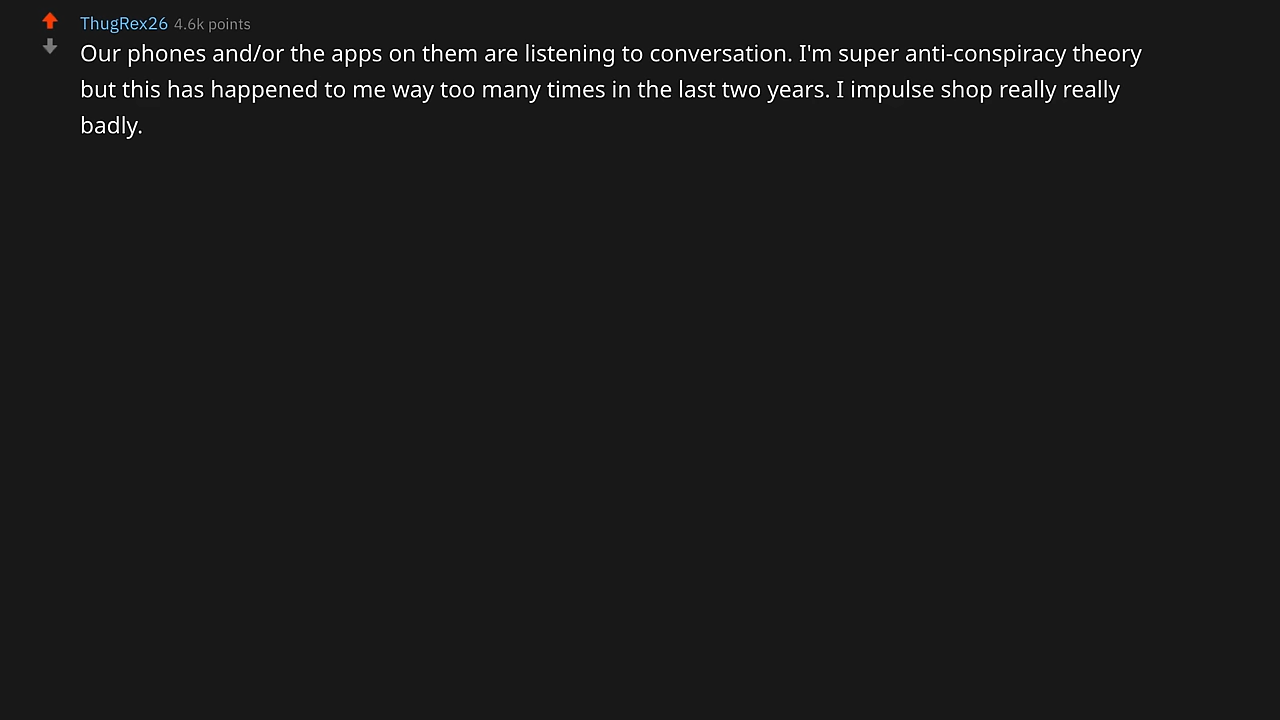 ThugRex26 4.6k points
Our phones and/or the apps on them are listening to conversation. I'm super anti-conspiracy theory
but this has happened to me way too many times in the last two years. I impulse shop really really
badly.